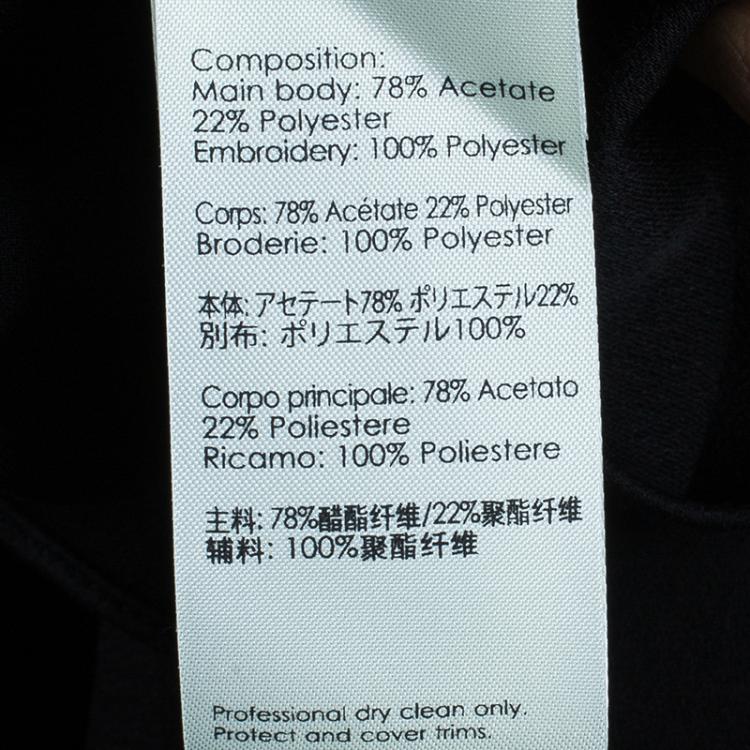 Composition:
Main body: 78% Acetate
22% Polyester
Embroidery: 100% Polyester
Corps: 78% Acétate 22% Polyester
Broderie: 100% Polyester
本体: アセテート78% ポリエステル22%
別布: ポリエステル100%
Corpo principale: 78% Acetato
22% Poliestere
Ricamo: 100% Poliestere
主料: 78%醋酯纤维/22%聚酯纤维
辅料: 100%聚酯纤维
Professional dry clean only.
Protect and cover trims.